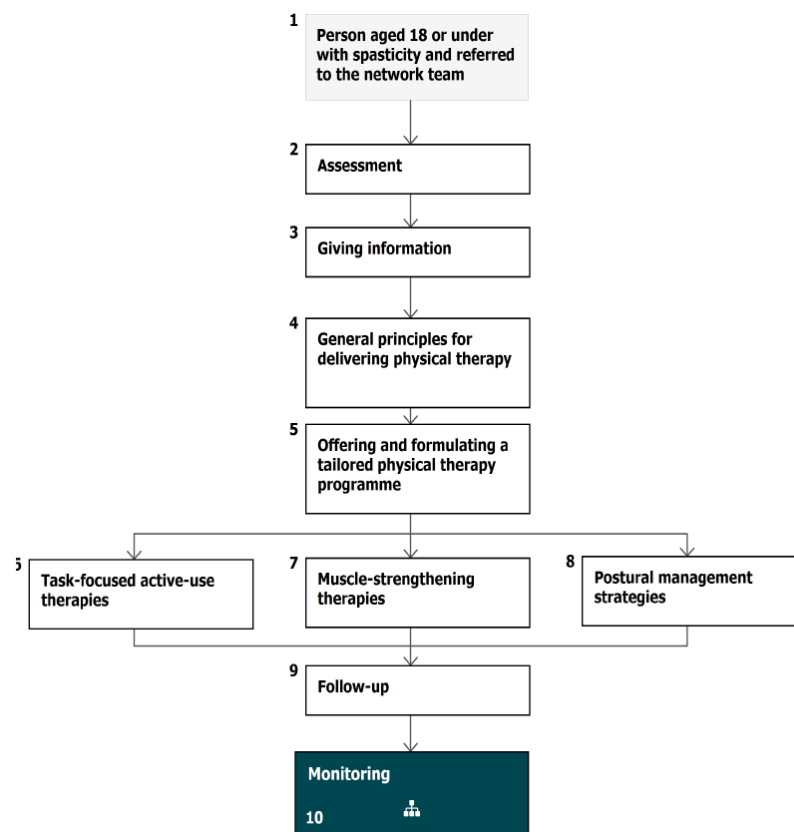 1
Person aged 18 or under
with spasticity and referred
to the network team
2
Assessment
3
Giving information
4
General principles for
delivering physical therapy
5
Offering and formulating a
tailored physical therapy
programme
Task-focused active-use
therapies
7
Muscle-strengthening
therapies
8
Postural management
strategies
9
Follow-up
Monitoring
10